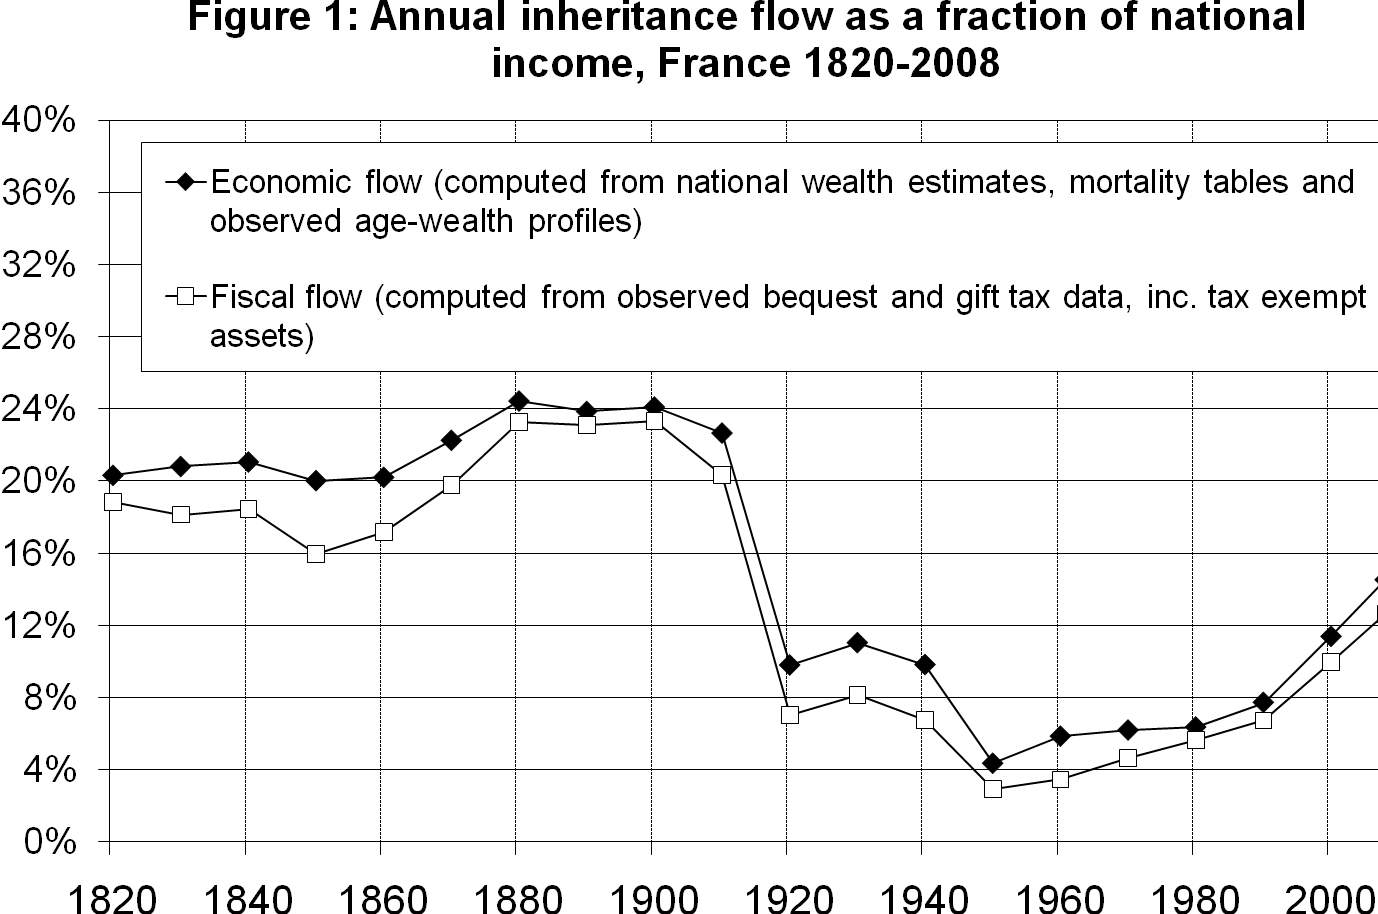 Figure 1: Annual inheritance flow as a fraction of national
income, France 1820-2008
40%
36%
32%
28%
24%
20%
16%
12%
8%
4%
0%
Economic flow (computed from national wealth estimates, mortality tables and
observed age-wealth profiles)
Fiscal flow (computed from observed bequest and gift tax data, inc. tax exempt
assets)
1820 1840 1860 1880 1900 1920 1940 1960 1980 2000